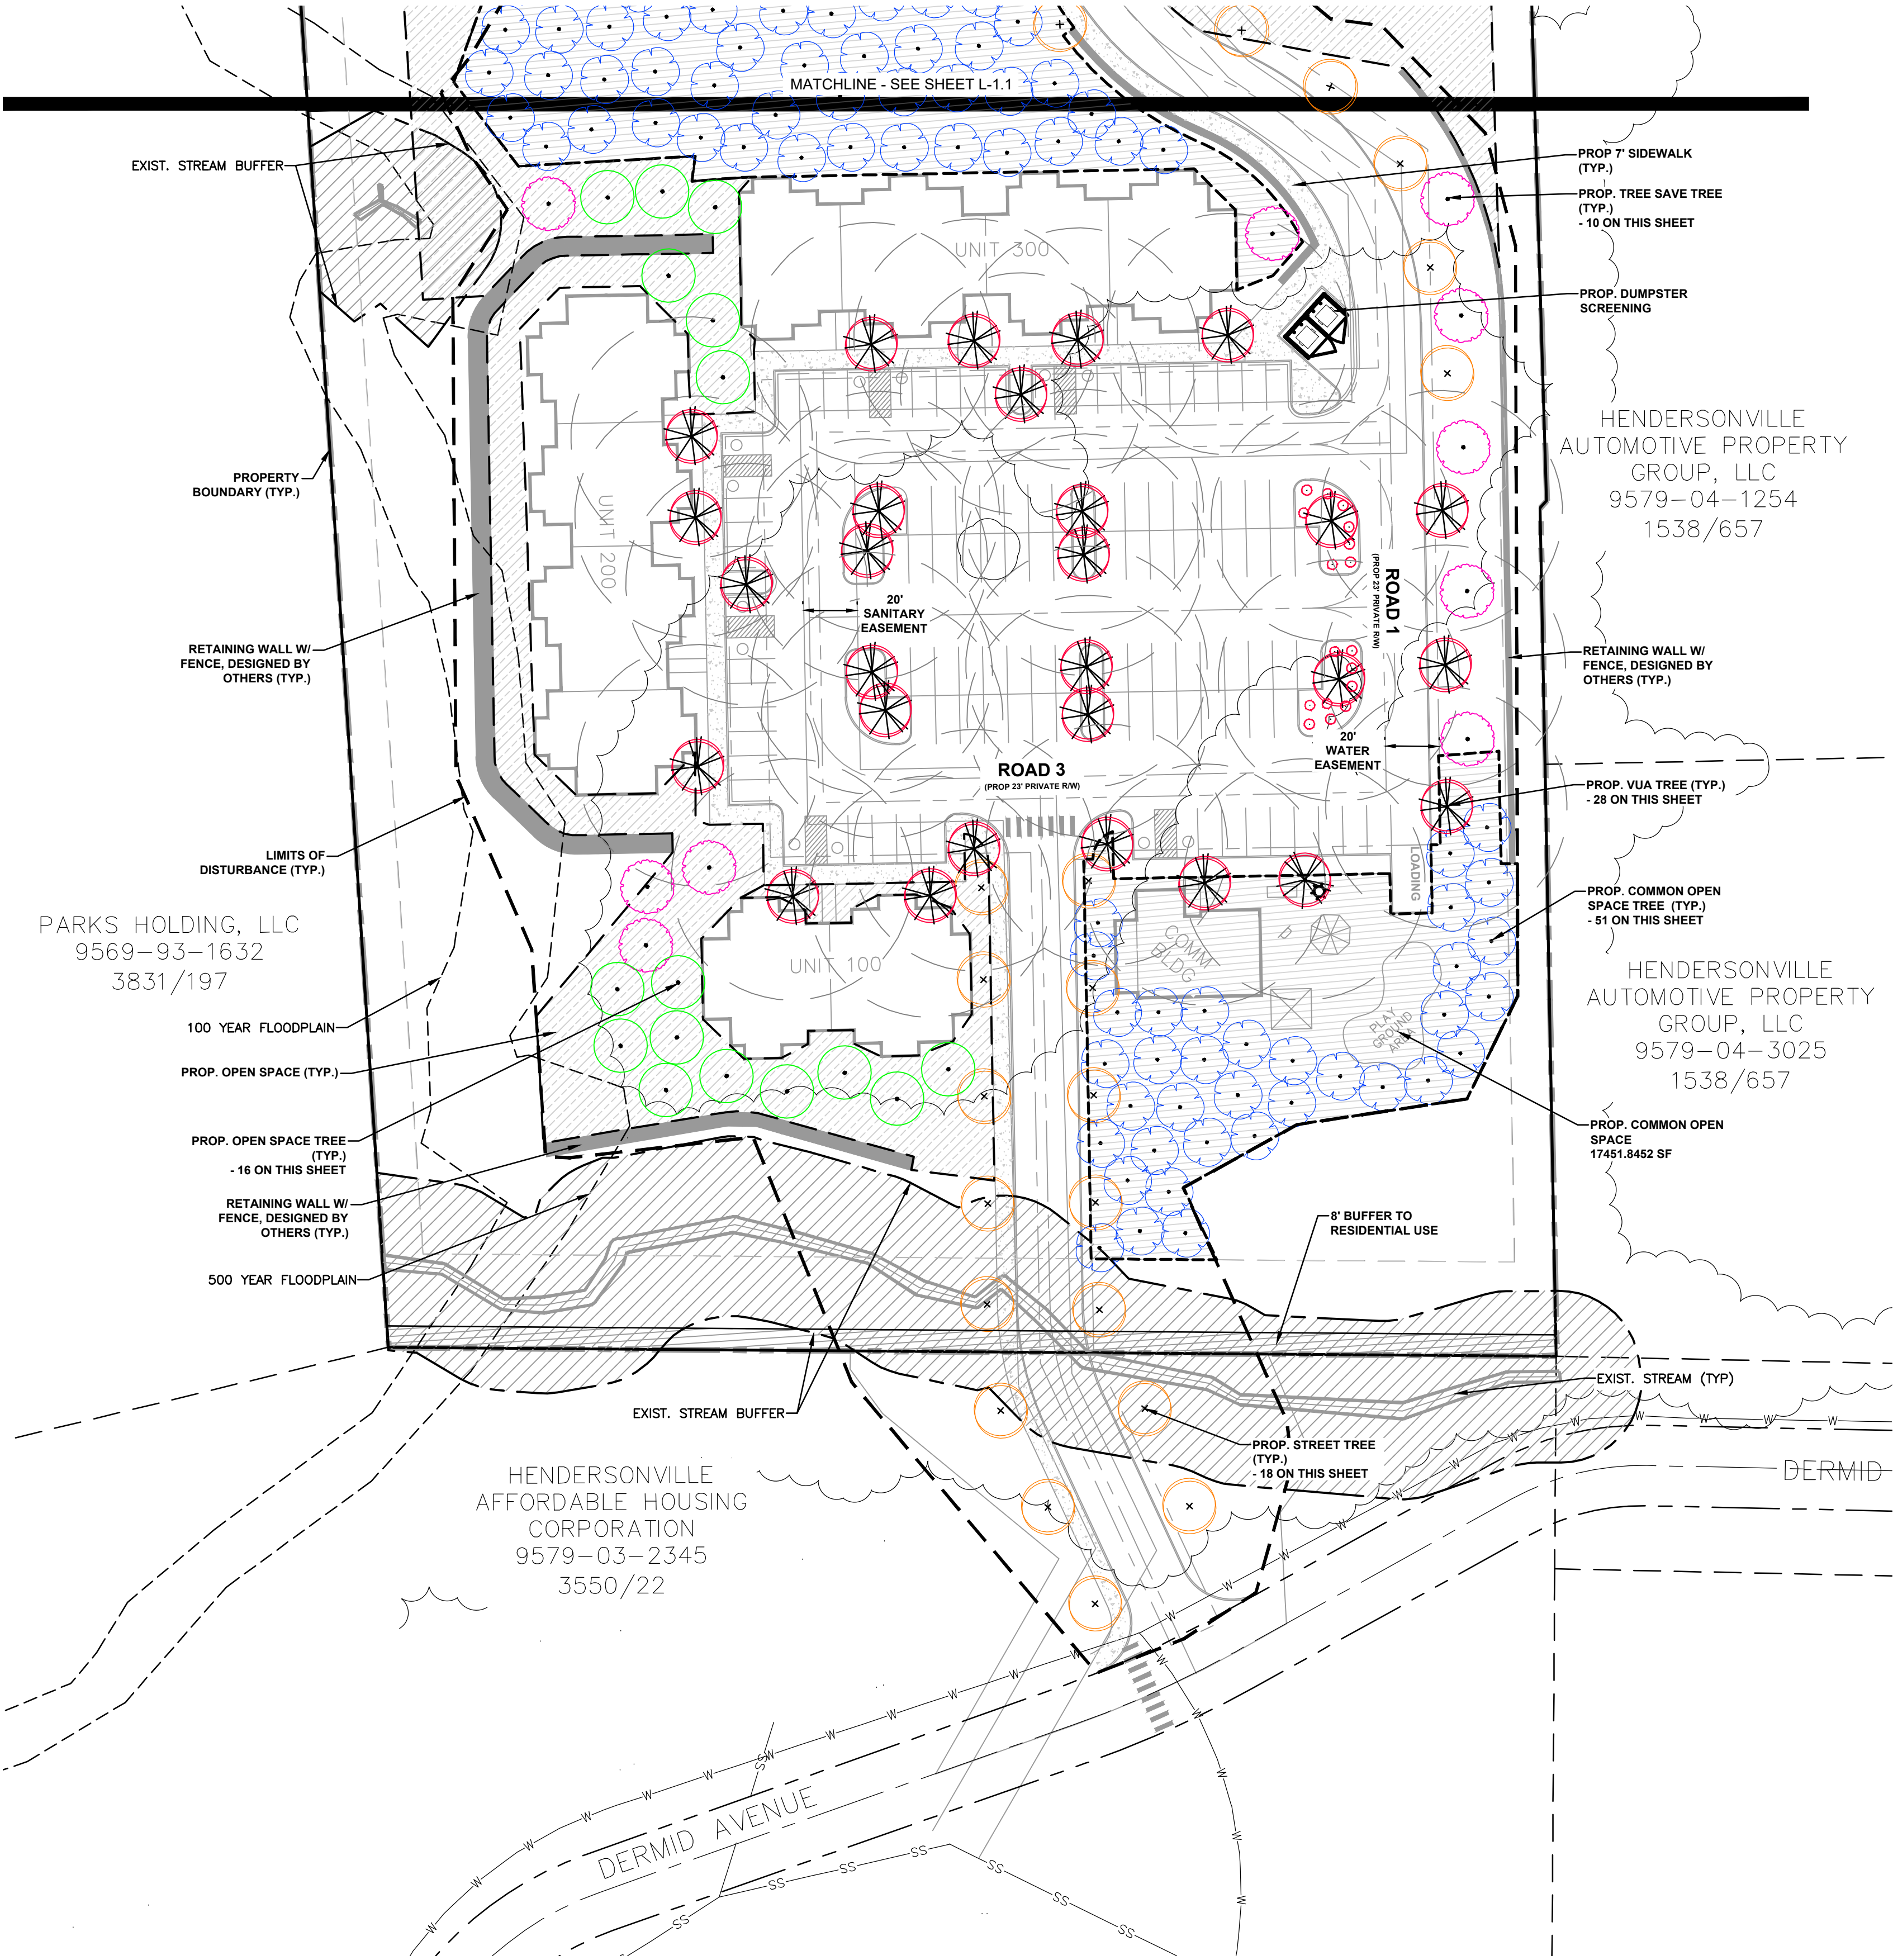 MATCHLINE - SEE SHEET L-1.1
EXIST. STREAM BUFFER
PROP 7' SIDEWALK
(TYP.)
PROP. TREE SAVE TREE
(TYP.)
- 10 ON THIS SHEET
UNIT 300
PROP. DUMPSTER
SCREENING
HENDERSONVILLE
AUTOMOTIVE PROPERTY
GROUP, LLC
9579-04-1254
1538/657
PROPERTY
BOUNDARY (TYP.)
UNIT 200
ROAD 1
(PROP 23' PRIVATE R/W)
20'
SANITARY
EASEMENT
RETAINING WALL W/
FENCE, DESIGNED BY
OTHERS (TYP.)
RETAINING WALL W/
FENCE, DESIGNED BY
OTHERS (TYP.)
20'
WATER
EASEMENT
ROAD 3
(PROP 23' PRIVATE R/W)
PROP. VUA TREE (TYP.)
- 28 ON THIS SHEET
LIMITS OF
DISTURBANCE (TYP.)
LOADING
PROP. COMMON OPEN
SPACE TREE (TYP.)
- 51 ON THIS SHEET
PARKS HOLDING, LLC
9569-93-1632
3831/197
UNIT 100
COMM
BLDG
HENDERSONVILLE
AUTOMOTIVE PROPERTY
GROUP, LLC
9579-04-3025
1538/657
PLAY
GROUND
AREA
100 YEAR FLOODPLAIN
PROP. OPEN SPACE (TYP.)
PROP. OPEN SPACE TREE
(TYP.)
- 16 ON THIS SHEET
PROP. COMMON OPEN
SPACE
17451.8452 SF
RETAINING WALL W/
FENCE, DESIGNED BY
OTHERS (TYP.)
8' BUFFER TO
RESIDENTIAL USE
500 YEAR FLOODPLAIN
EXIST. STREAM (TYP)
EXIST. STREAM BUFFER
PROP. STREET TREE
(TYP.)
- 18 ON THIS SHEET
DERMID
HENDERSONVILLE
AFFORDABLE HOUSING
CORPORATION
9579-03-2345
3550/22
DERMID AVENUE